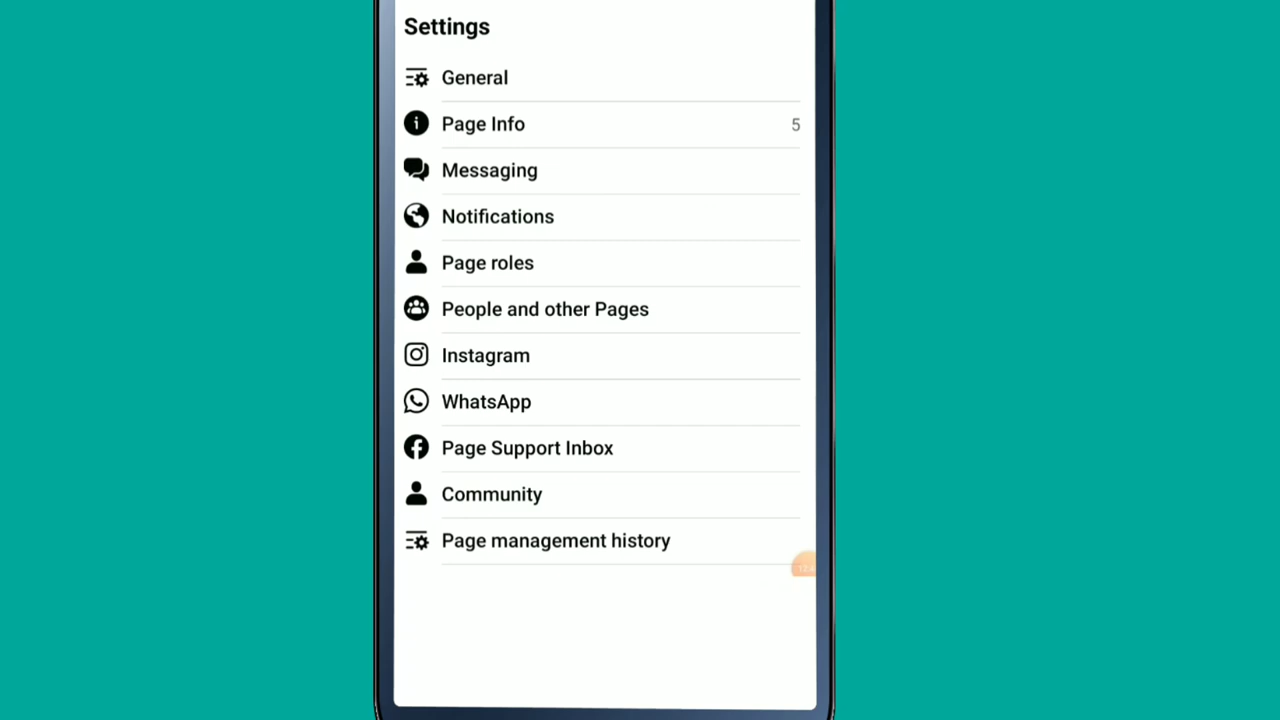 Settings
General
Page Info 5
Messaging
Notifications
Page roles
People and other Pages
Instagram
WhatsApp
Page Support Inbox
Community
Page management history